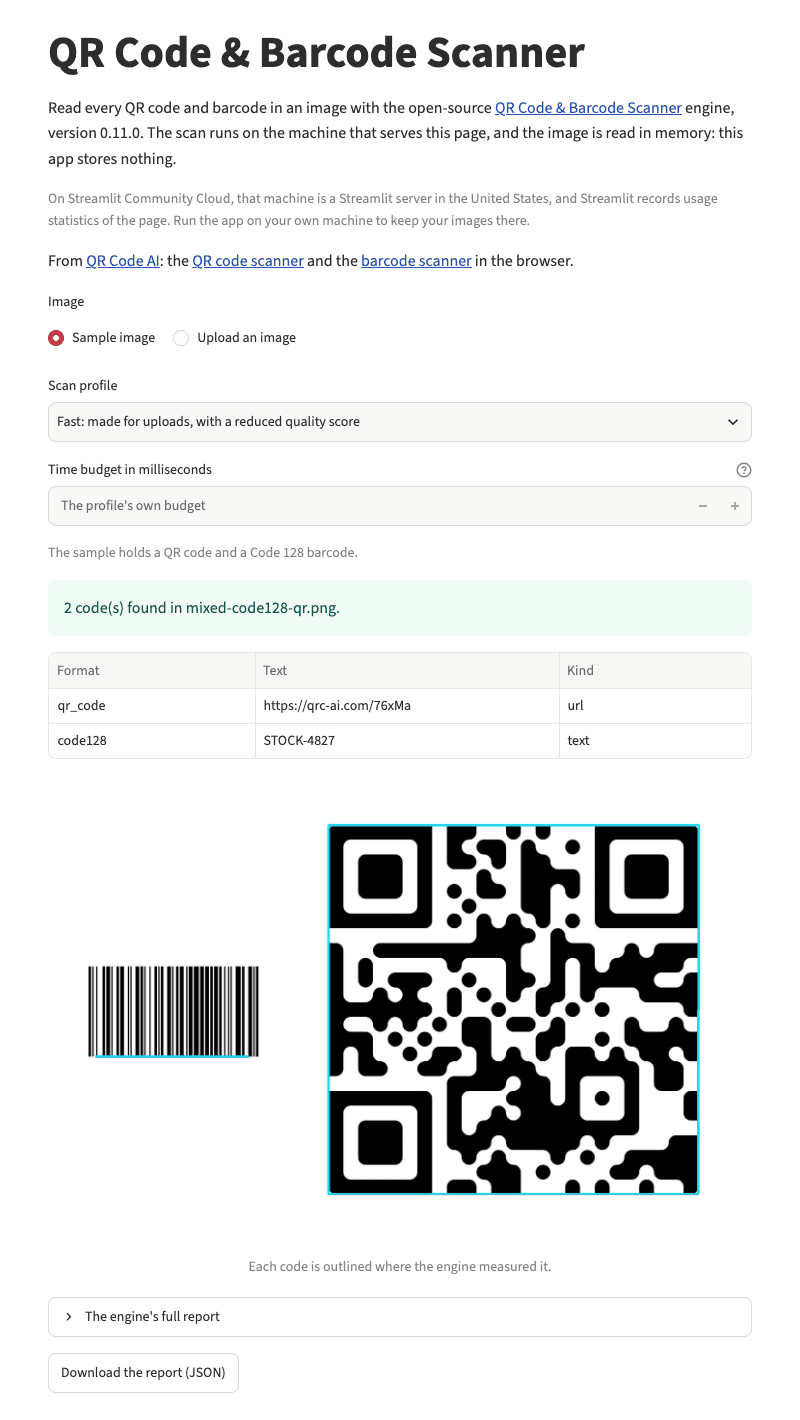 QR Code & Barcode Scanner
Read every QR code and barcode in an image with the open-source QR Code & Barcode Scanner engine,
version 0.11.0. The scan runs on the machine that serves this page, and the image is read in memory: this
app stores nothing.
On Streamlit Community Cloud, that machine is a Streamlit server in the United States, and Streamlit records usage
statistics of the page. Run the app on your own machine to keep your images there.
From QR Code AI: the QR code scanner and the barcode scanner in the browser.
Image
Sample image Upload an image
Scan profile
Fast: made for uploads, with a reduced quality score
Time budget in milliseconds
The profile's own budget
The sample holds a QR code and a Code 128 barcode.
2 code(s) found in mixed-code128-qr.png.
Format Text Kind
qr_code https://qrc-ai.com/76xMa url
code128 STOCK-4827 text
Each code is outlined where the engine measured it.
The engine's full report
Download the report (JSON)